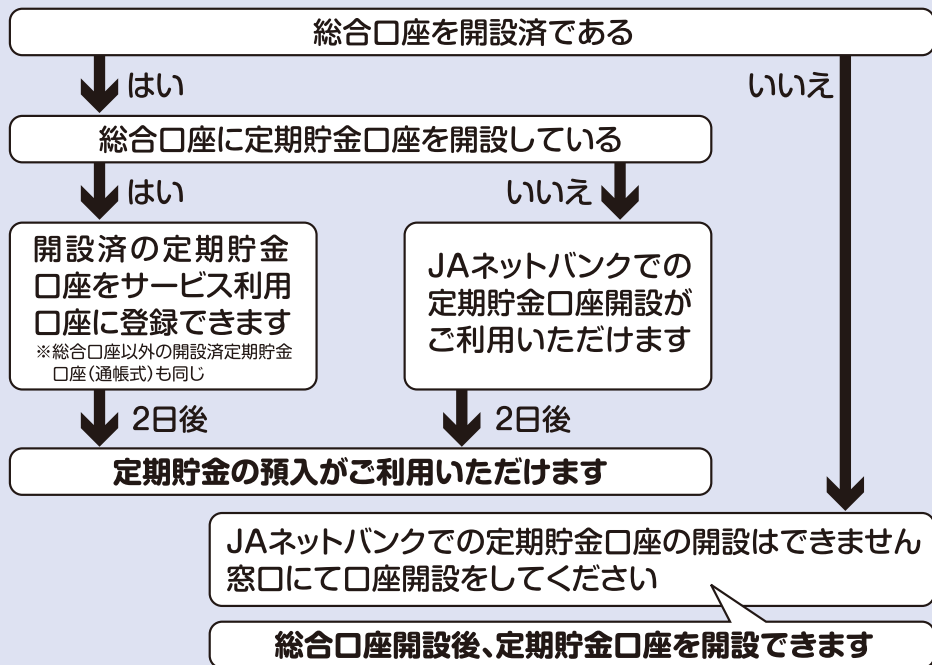 総合口座を開設済である
はい
いいえ
総合口座に定期貯金口座を開設している
はい
いいえ
開設済の定期貯金
口座をサービス利用
口座に登録できます
※総合口座以外の開設済定期貯金
口座(通帳式)も同じ
JAネットバンクでの
定期貯金口座開設が
ご利用いただけます
2日後
2日後
定期貯金の預入がご利用いただけます
JAネットバンクでの定期貯金口座の開設はできません
窓口にて口座開設をしてください
総合口座開設後、定期貯金口座を開設できます